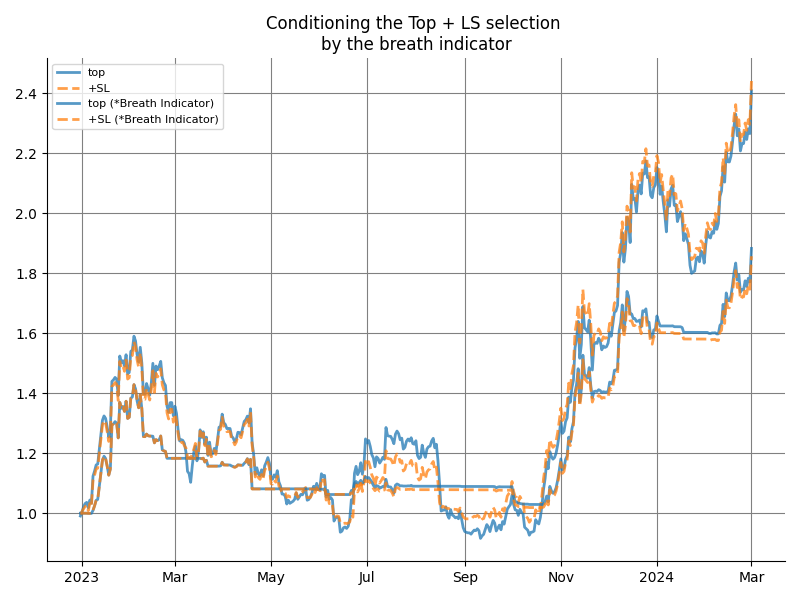 Conditioning the Top + LS selection
by the breath indicator
top
+SL
top (*Breath Indicator)
+SL (*Breath Indicator)
2.4
2.2
2.0
1.8
1.6
1.4
1.2
1.0
2023 Mar May Jul Sep Nov 2024 Mar